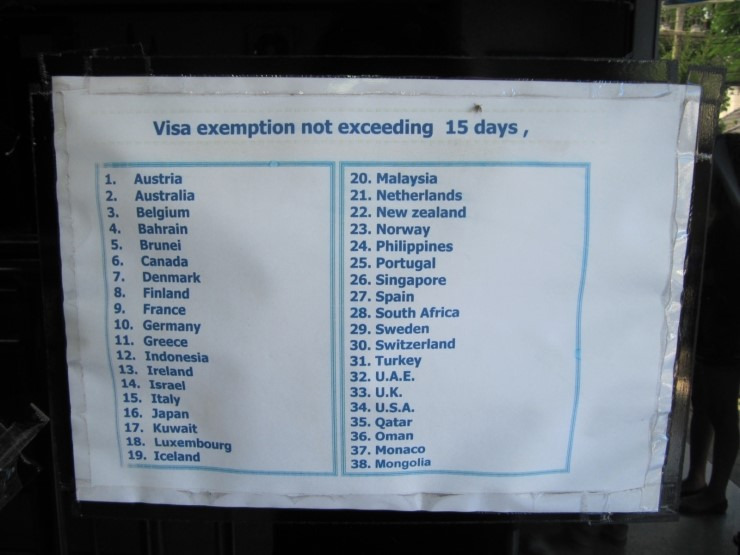 Visa exemption not exceeding 15 days ,
1. Austria
2. Australia
3. Belgium
4. Bahrain
5. Brunei
6. Canada
7. Denmark
8. Finland
9. France
10. Germany
11. Greece
12. Indonesia
13. Ireland
14. Israel
15. Italy
16. Japan
17. Kuwait
18. Luxembourg
19. Iceland
20. Malaysia
21. Netherlands
22. New zealand
23. Norway
24. Philippines
25. Portugal
26. Singapore
27. Spain
28. South Africa
29. Sweden
30. Switzerland
31. Turkey
32. U.A.E.
33. U.K.
34. U.S.A.
35. Qatar
36. Oman
37. Monaco
38. Mongolia